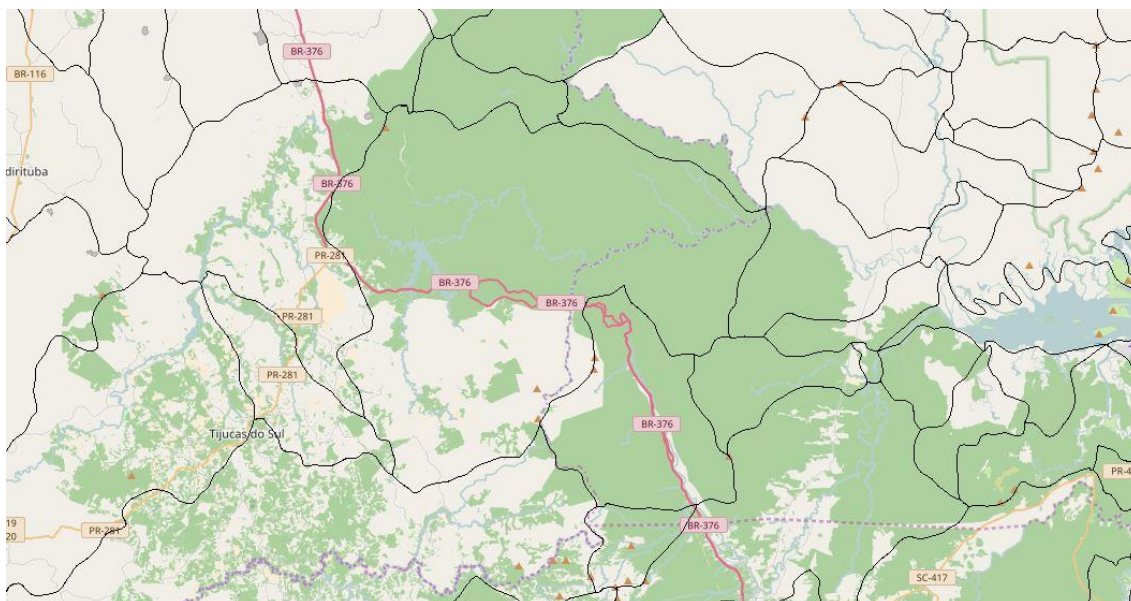 BR-376
BR-116
dirituba
BR-376
PR-281
BR-376
BR-376
PR-281
PR-281
BR-376
Tijucas do Sul
PR-4
19
20
PR-281
BR-376
SC-417